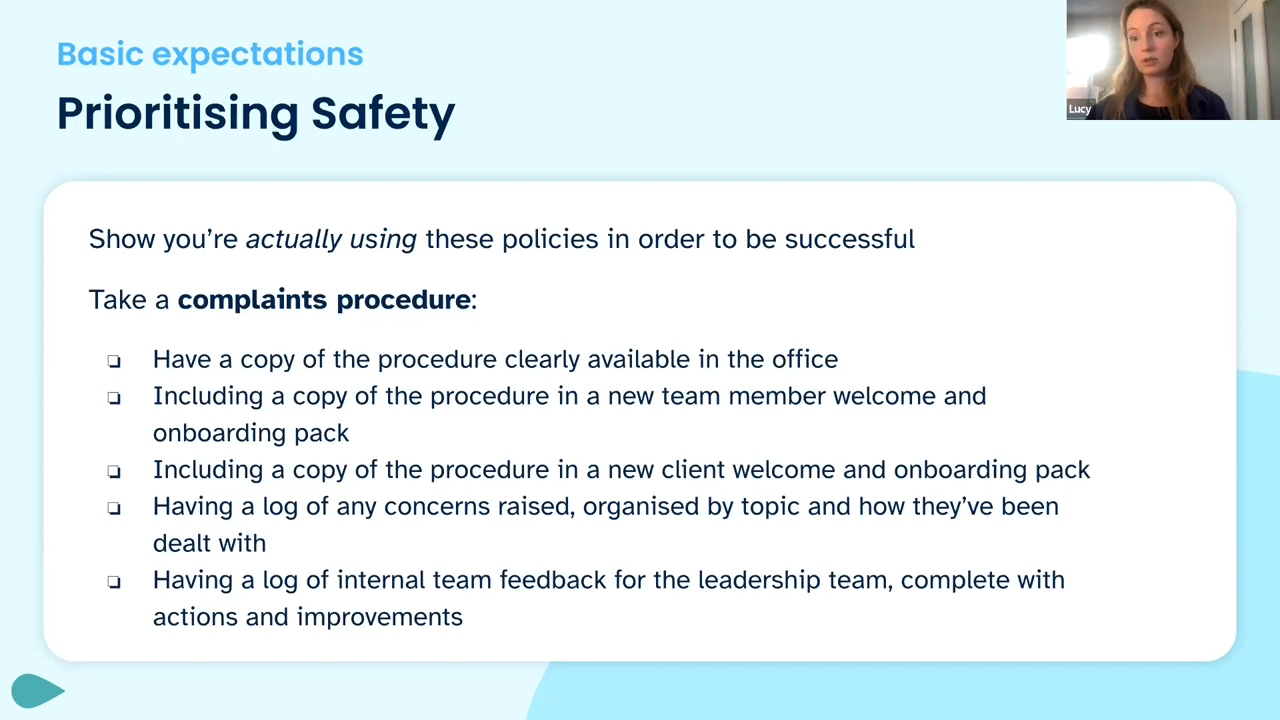 Basic expectations
Prioritising Safety
Lucy
Show you’re actually using these policies in order to be successful
Take a complaints procedure:
❏ Have a copy of the procedure clearly available in the office
❏ Including a copy of the procedure in a new team member welcome and
onboarding pack
❏ Including a copy of the procedure in a new client welcome and onboarding pack
❏ Having a log of any concerns raised, organised by topic and how they’ve been
dealt with
❏ Having a log of internal team feedback for the leadership team, complete with
actions and improvements